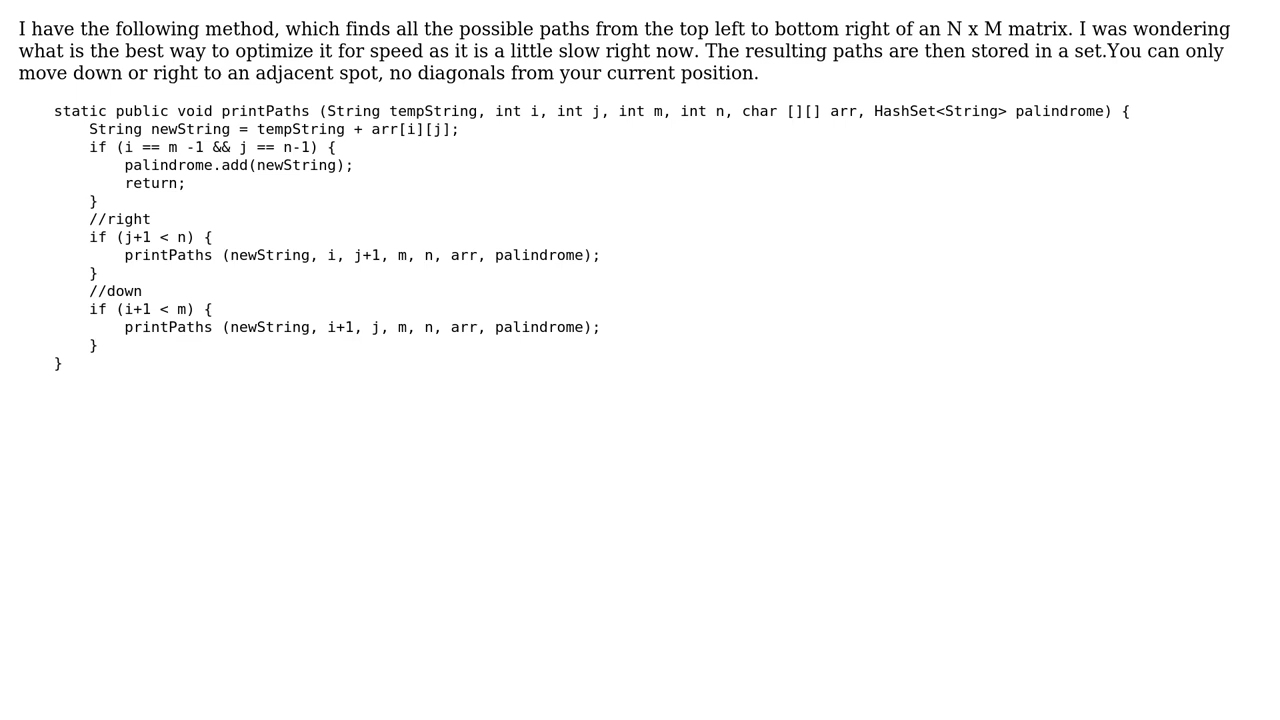 I have the following method, which finds all the possible paths from the top left to bottom right of an N x M matrix. I was wondering
what is the best way to optimize it for speed as it is a little slow right now. The resulting paths are then stored in a set.You can only
move down or right to an adjacent spot, no diagonals from your current position.
static public void printPaths (String tempString, int i, int j, int m, int n, char [][] arr, HashSet<String> palindrome) {
    String newString = tempString + arr[i][j];
    if (i == m -1 && j == n-1) {
        palindrome.add(newString);
        return;
    }
    //right
    if (j+1 < n) {
        printPaths (newString, i, j+1, m, n, arr, palindrome);
    }
    //down
    if (i+1 < m) {
        printPaths (newString, i+1, j, m, n, arr, palindrome);
    }
}